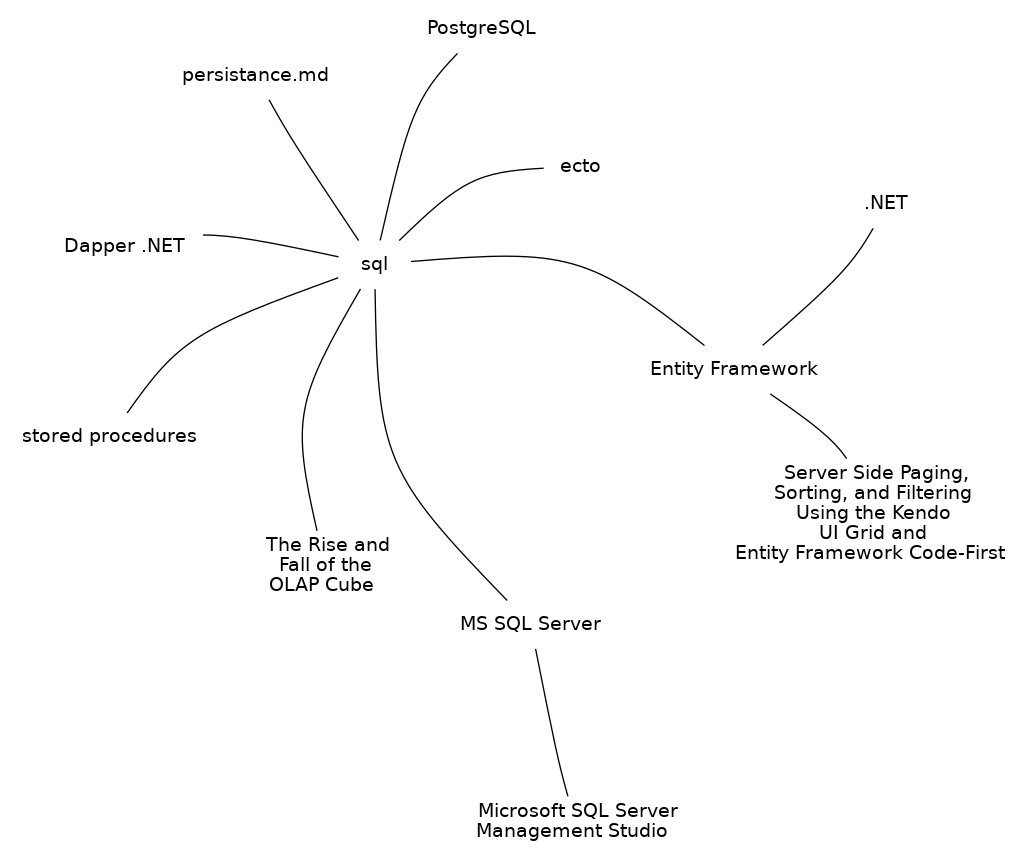 PostgreSQL
persistance.md
ecto
.NET
Dapper .NET
sql
Entity Framework
stored procedures
Server Side Paging,
Sorting, and Filtering
Using the Kendo
UI Grid and
Entity Framework Code-First
The Rise and
Fall of the
OLAP Cube
MS SQL Server
Microsoft SQL Server
Management Studio